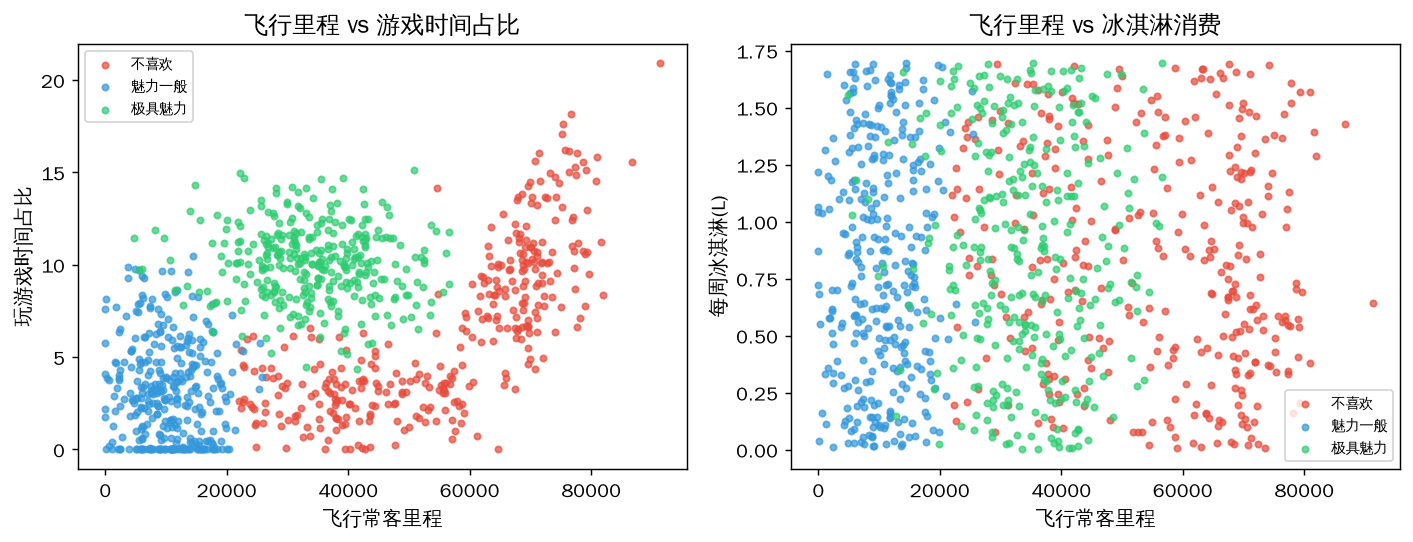 飞行里程 vs 游戏时间占比
不喜欢
魅力一般
极具魅力
玩游戏时间占比
20
15
10
5
0
0
20000
40000
60000
80000
飞行常客里程
飞行里程 vs 冰淇淋消费
每周冰淇淋(L)
1.75
1.50
1.25
1.00
0.75
0.50
0.25
0.00
不喜欢
魅力一般
极具魅力
0
20000
40000
60000
80000
飞行常客里程